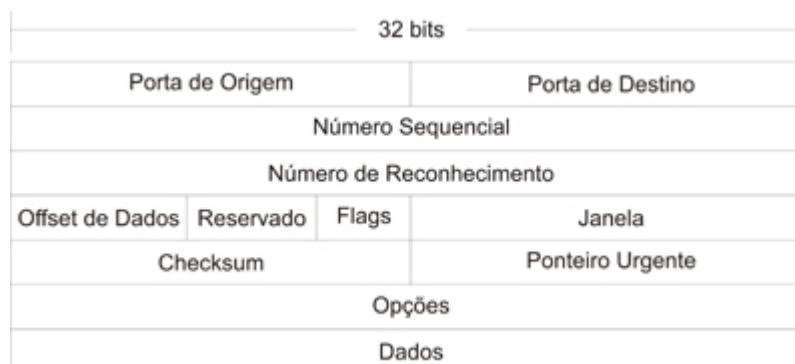 32 bits
Porta de Origem Porta de Destino
Número Sequencial
Número de Reconhecimento
Offset de Dados Reservado Flags Janela
Checksum Ponteiro Urgente
Opções
Dados